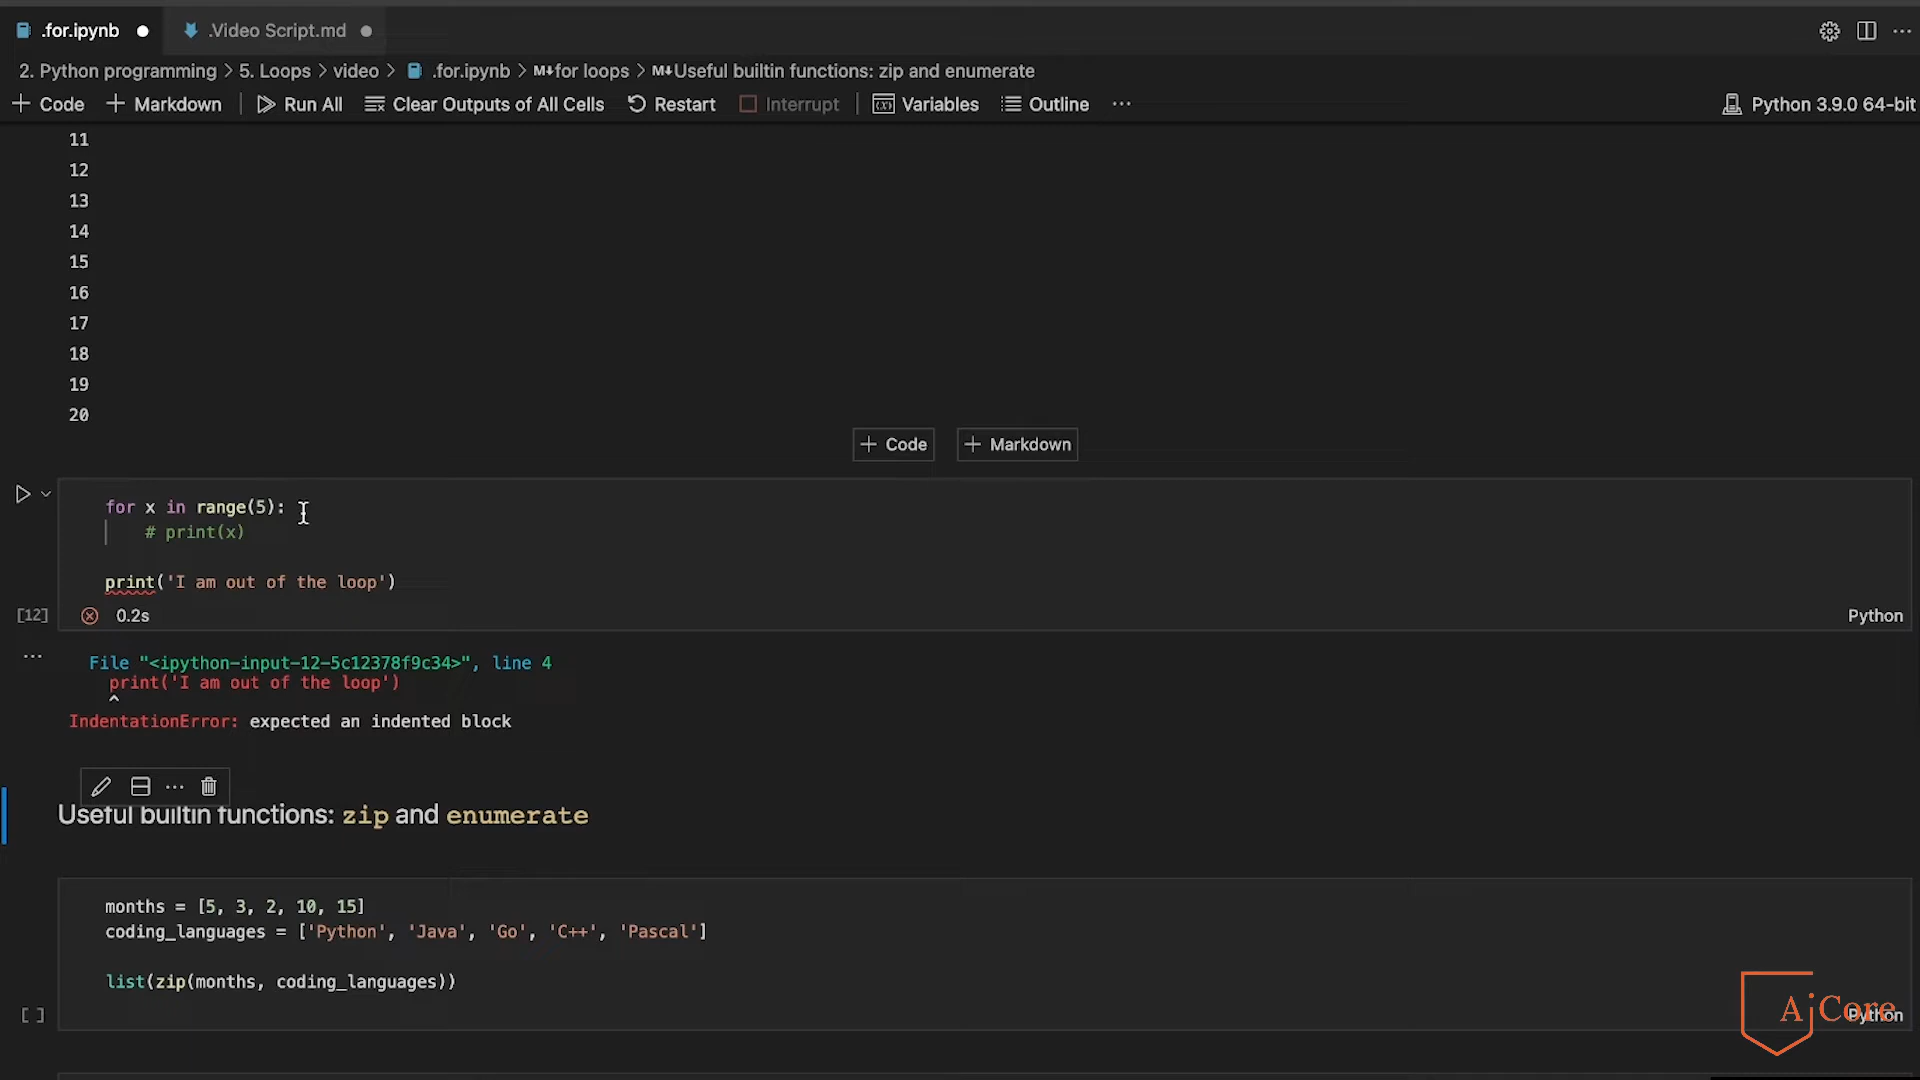 .for.ipynb
.Video Script.md
2. Python programming > 5. Loops > video > .for.ipynb > M↓for loops > M↓Useful builtin functions: zip and enumerate
+ Code + Markdown Run All Clear Outputs of All Cells Restart Interrupt Variables Outline ... Python 3.9.0 64-bit
11
12
13
14
15
16
17
18
19
20
+ Code + Markdown
for x in range(5):
# print(x)
print('I am out of the loop')
[12] 0.2s Python
... File "<ipython-input-12-5c12378f9c34>", line 4
print('I am out of the loop')
^
IndentationError: expected an indented block
Useful builtin functions: zip and enumerate
months = [5, 3, 2, 10, 15]
coding_languages = ['Python', 'Java', 'Go', 'C++', 'Pascal']
list(zip(months, coding_languages))
[ ] Python
AiCore